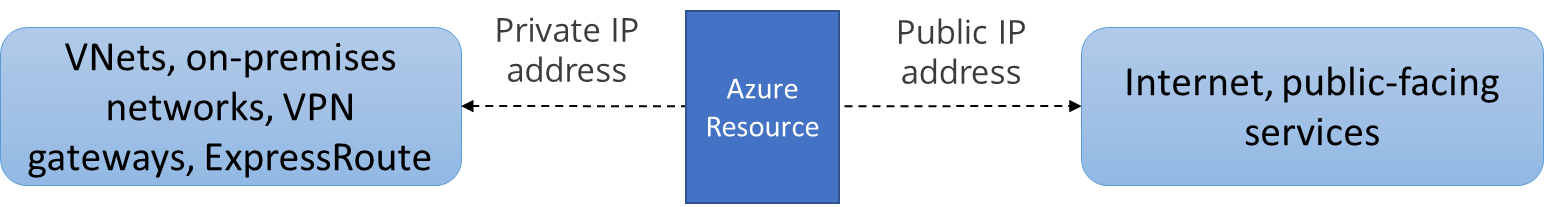 VNets, on-premises
networks, VPN
gateways, ExpressRoute
Private IP
address
Azure
Resource
Public IP
address
Internet, public-facing
services